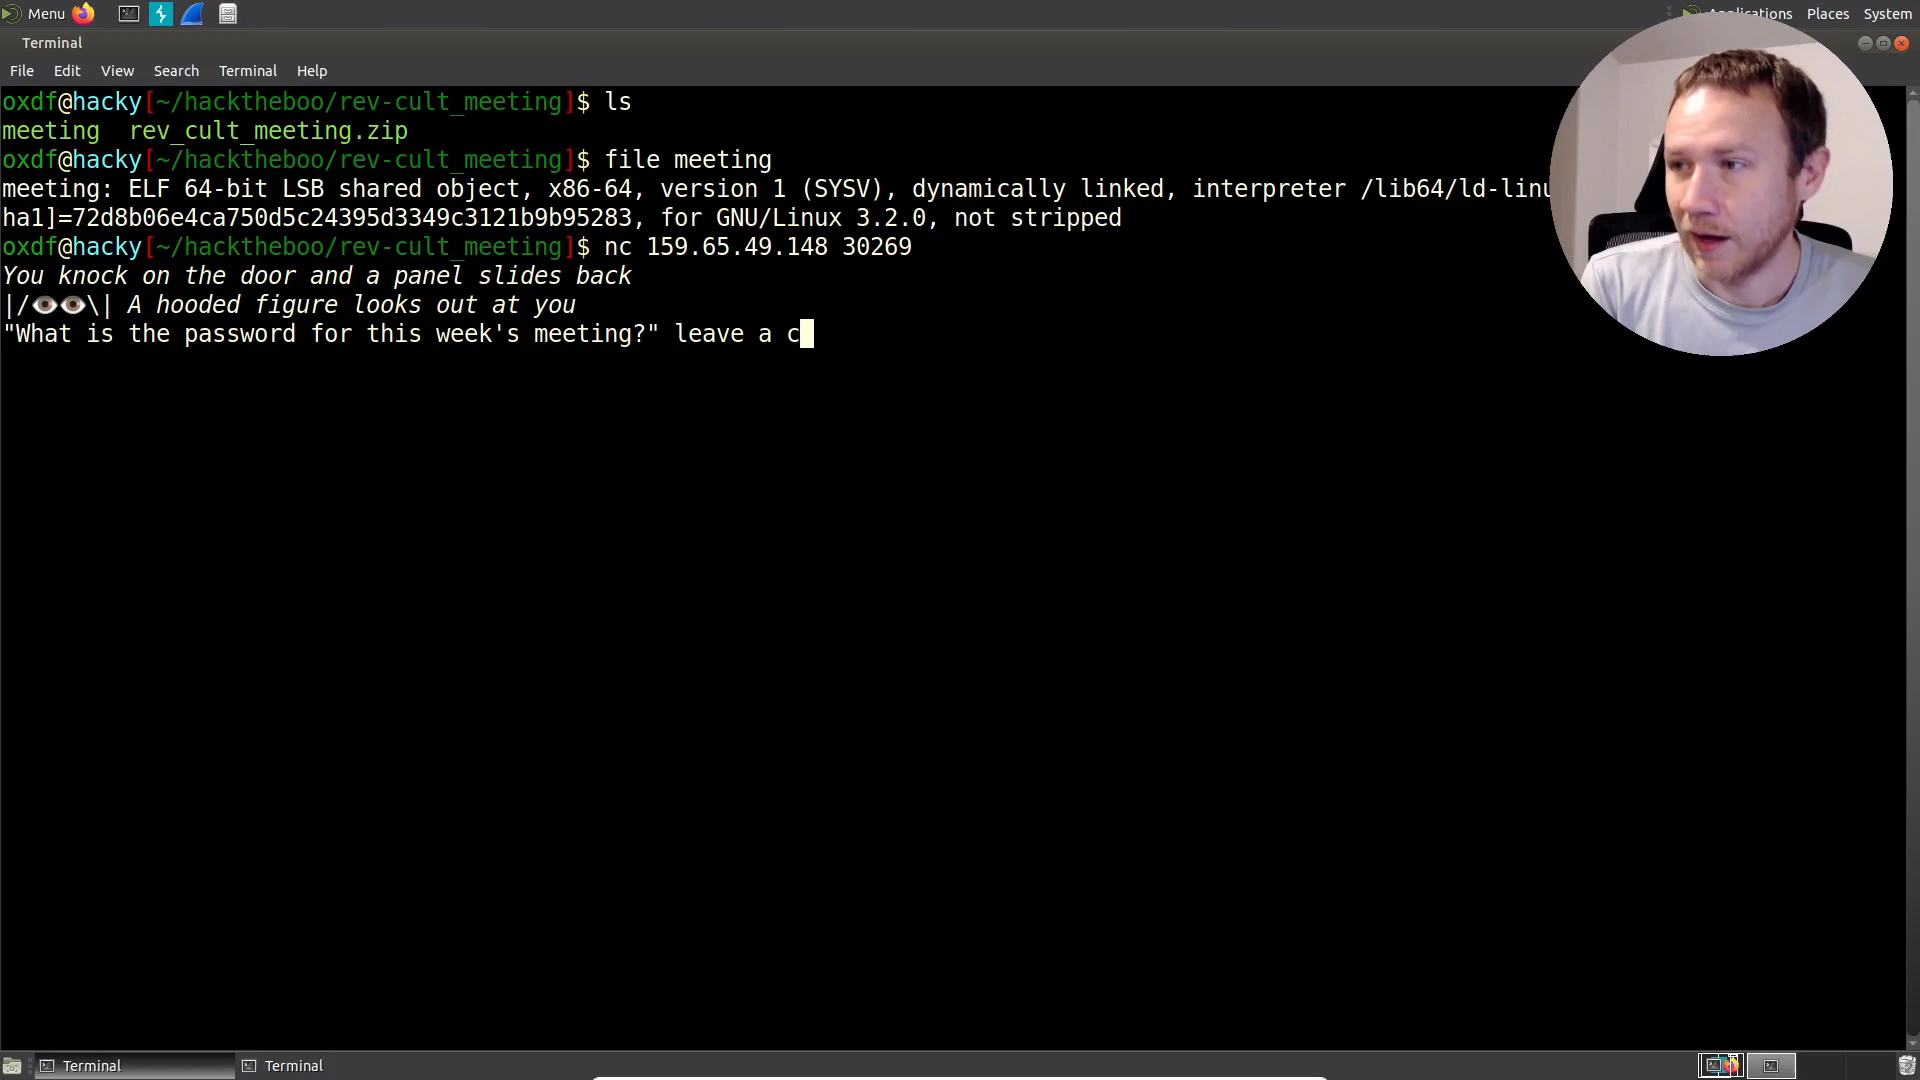 Menu
Applications Places System
Terminal
File Edit View Search Terminal Help
oxdf@hacky[~/hacktheboo/rev-cult_meeting]$ ls
meeting  rev_cult_meeting.zip
oxdf@hacky[~/hacktheboo/rev-cult_meeting]$ file meeting
meeting: ELF 64-bit LSB shared object, x86-64, version 1 (SYSV), dynamically linked, interpreter /lib64/ld-linu
ha1]=72d8b06e4ca750d5c24395d3349c3121b9b95283, for GNU/Linux 3.2.0, not stripped
oxdf@hacky[~/hacktheboo/rev-cult_meeting]$ nc 159.65.49.148 30269
You knock on the door and a panel slides back
|/👁👁\| A hooded figure looks out at you
"What is the password for this week's meeting?" leave a c
Terminal Terminal